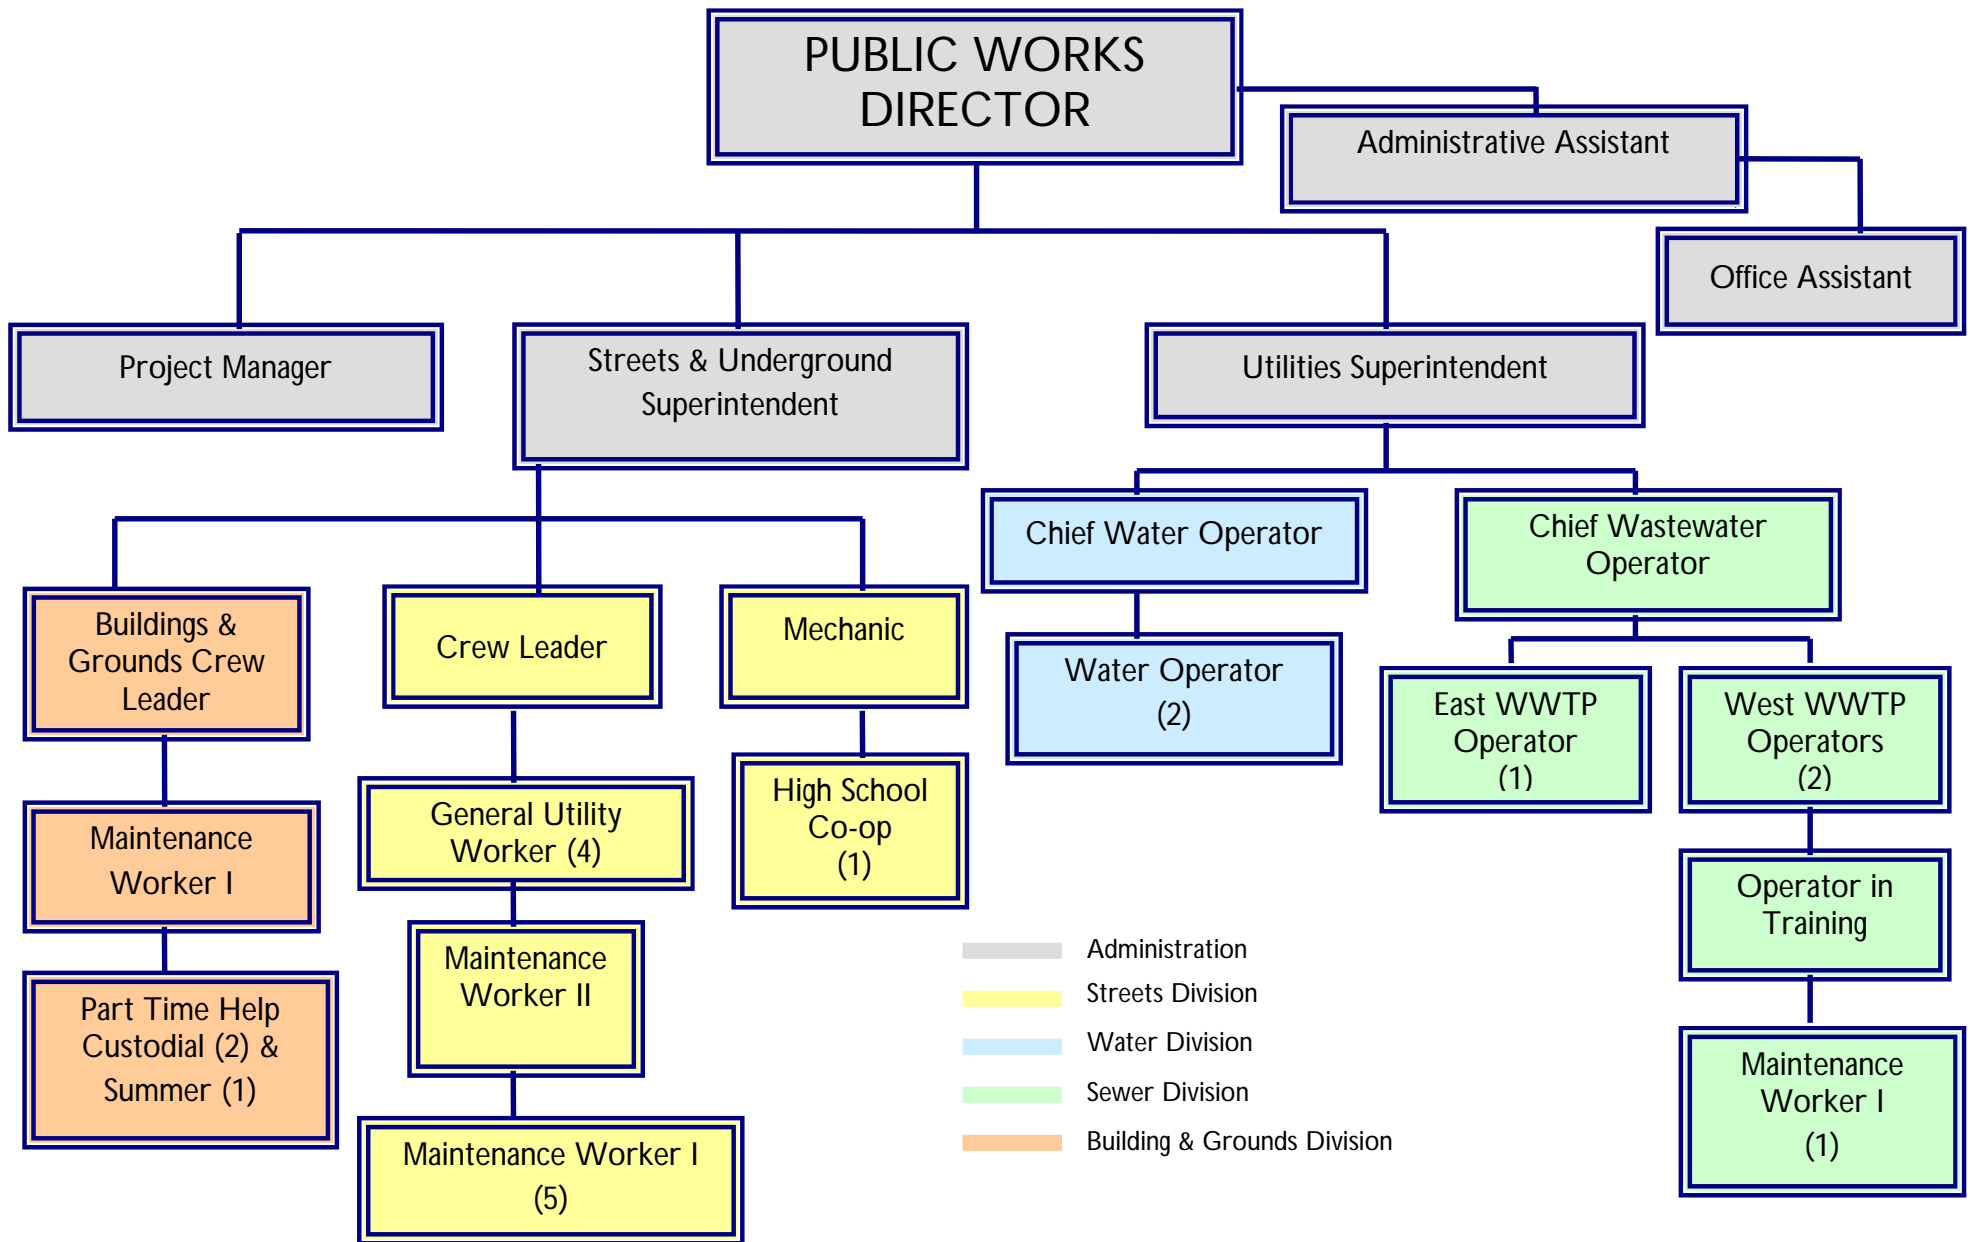 PUBLIC WORKS
DIRECTOR
Administrative Assistant
Office Assistant
Project Manager
Streets & Underground
Superintendent
Utilities Superintendent
Chief Water Operator
Chief Wastewater
Operator
Buildings &
Grounds Crew
Leader
Crew Leader
Mechanic
Water Operator
(2)
East WWTP
Operator
(1)
West WWTP
Operators
(2)
Maintenance
Worker I
General Utility
Worker (4)
High School
Co-op
(1)
Operator in
Training
Part Time Help
Custodial (2) &
Summer (1)
Maintenance
Worker II
Maintenance
Worker I
(1)
Maintenance Worker I
(5)
Administration
Streets Division
Water Division
Sewer Division
Building & Grounds Division